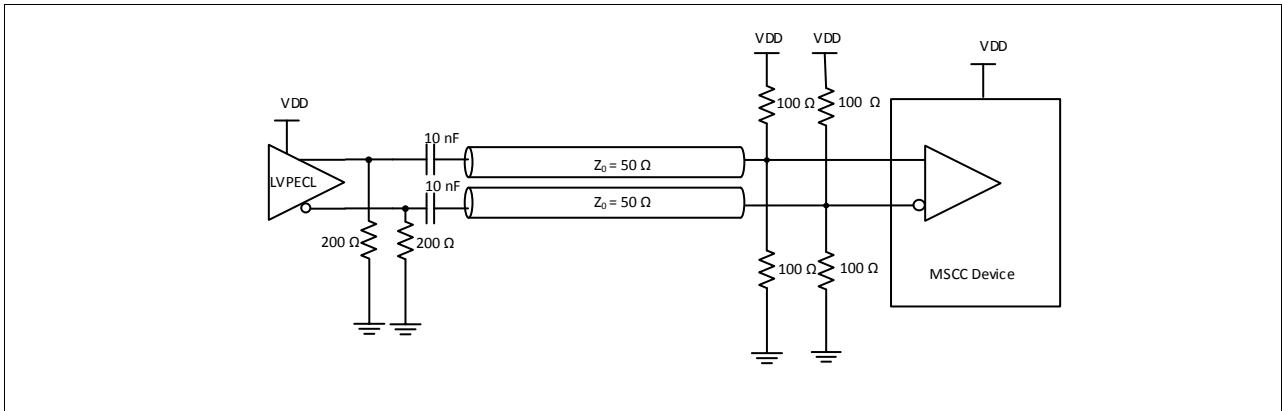 VDD
VDD
VDD
VDD
100 Ω
100 Ω
10 nF
LVPECL
Z₀ = 50 Ω
10 nF
Z₀ = 50 Ω
200 Ω
200 Ω
100 Ω
100 Ω
MSCC Device